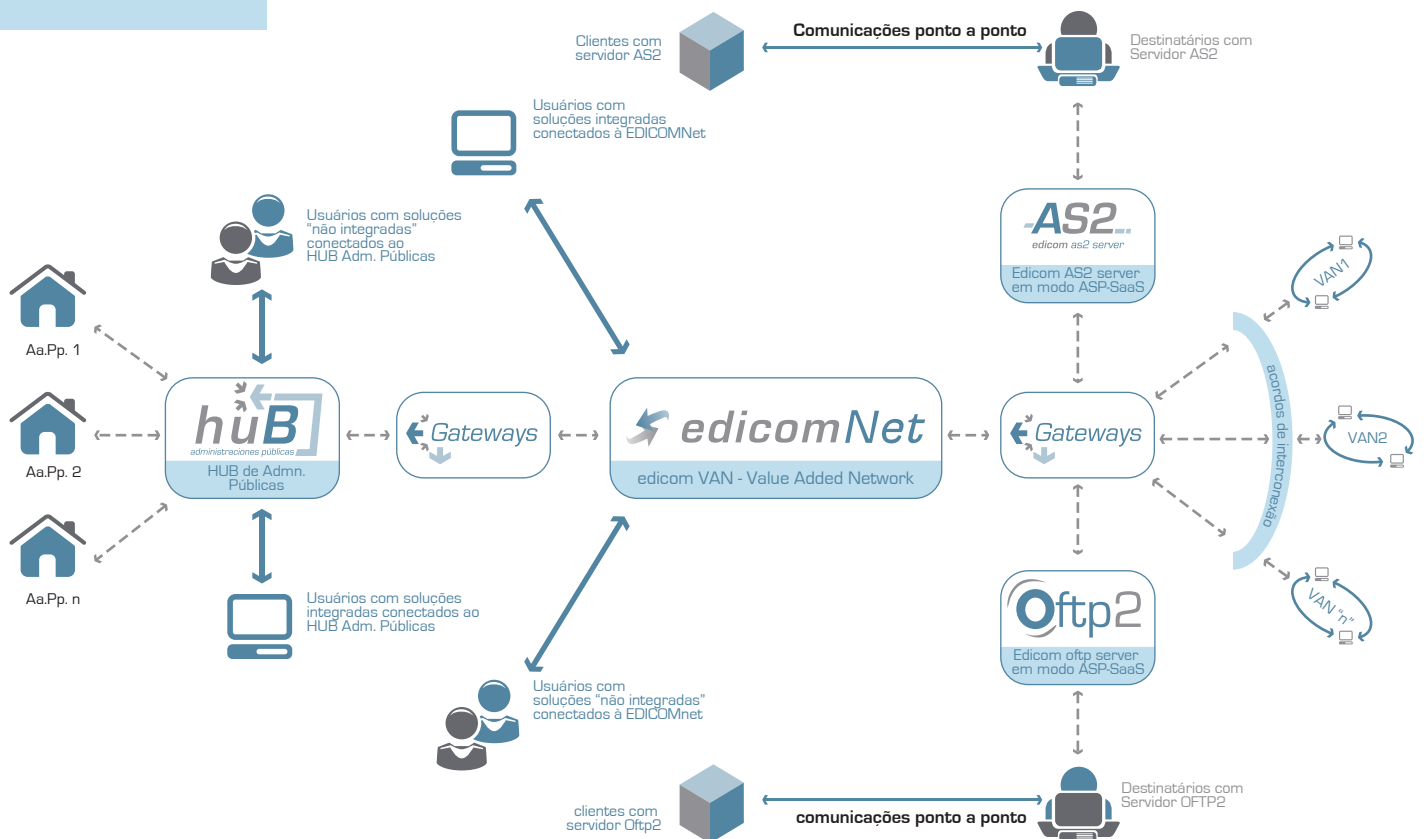 Clientes com
servidor AS2
Comunicações ponto a ponto
Destinatários com
Servidor AS2
Usuários com
soluções integradas
conectados à EDICOMNet
Usuários com soluções
"não integradas"
conectados ao
HUB Adm. Públicas
AS2
edicom as2 server
Edicom AS2 server
em modo ASP-SaaS
VAN1
Aa.Pp. 1
huB
administraciones públicas
HUB de Admn.
Públicas
Gateways
edicomNet
edicom VAN - Value Added Network
Gateways
acordos de interconexão
VAN2
Aa.Pp. 2
Aa.Pp. n
Usuários com soluções
integradas conectados ao
HUB Adm. Públicas
Oftp2
Edicom oftp server
em modo ASP-SaaS
VAN "n"
Usuários com
soluções "não integradas"
conectados à EDICOMnet
clientes com
servidor Oftp2
comunicações ponto a ponto
Destinatários com
Servidor OFTP2